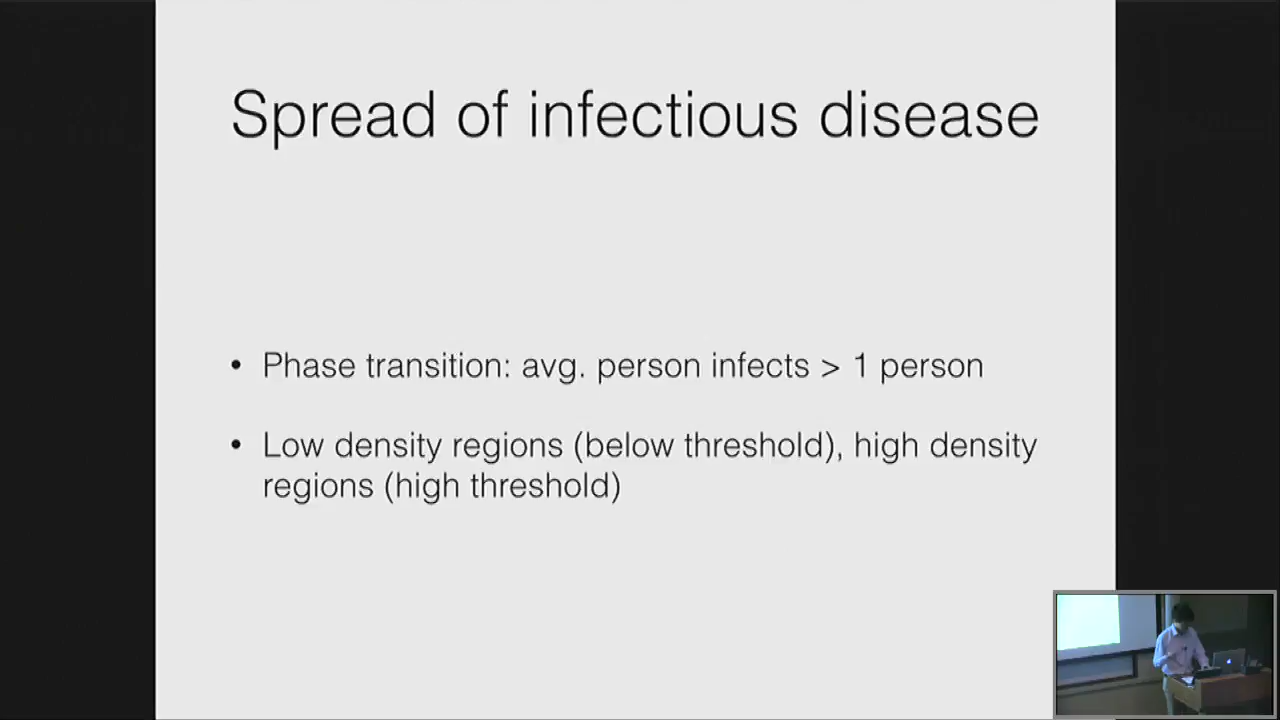 Spread of infectious disease
• Phase transition: avg. person infects > 1 person
• Low density regions (below threshold), high density
regions (high threshold)